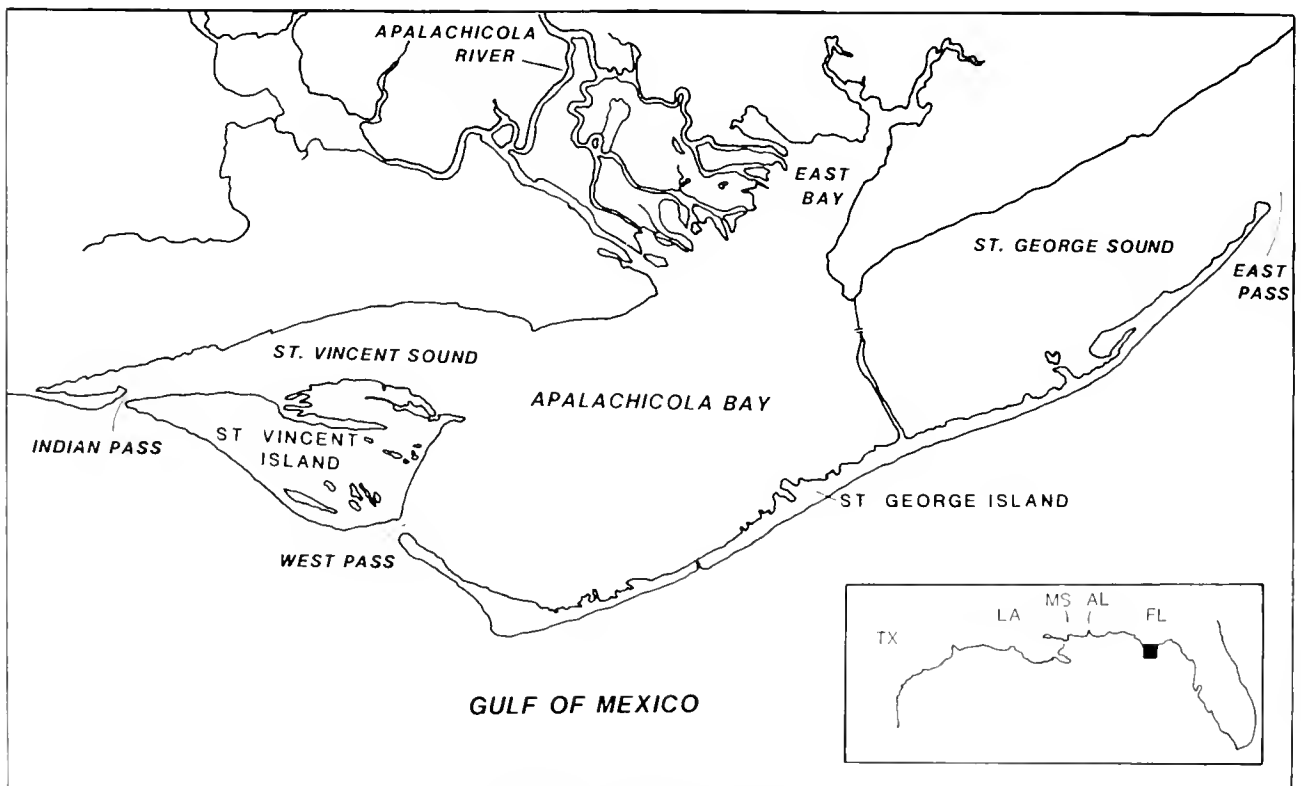 APALACHICOLA
RIVER
EAST
BAY
ST. GEORGE SOUND
EAST
PASS
ST. VINCENT SOUND
APALACHICOLA BAY
INDIAN PASS
ST VINCENT
ISLAND
ST GEORGE ISLAND
WEST PASS
GULF OF MEXICO
TX
LA
MS
AL
FL